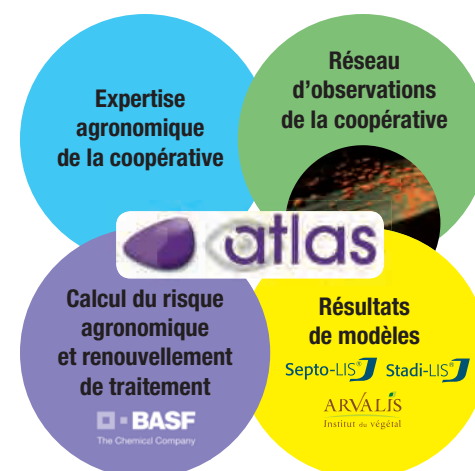 Expertise
agronomique
de la coopérative
Réseau
d'observations
de la coopérative
atlas
Calcul du risque
agronomique
et renouvellement
de traitement
BASF
The Chemical Company
Résultats
de modèles
Septo-LIS® Stadi-LIS®
ARVALIS
Institut du végétal